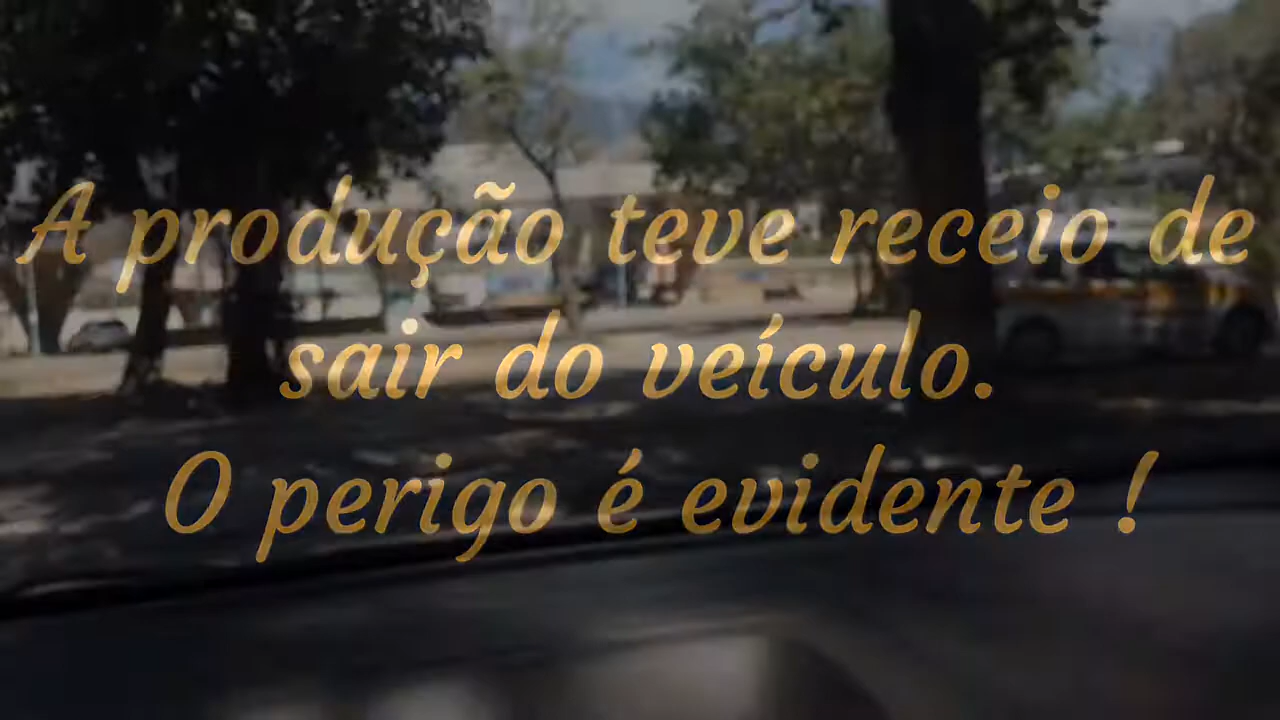 A produção teve receio de
sair do veículo.
O perigo é evidente !